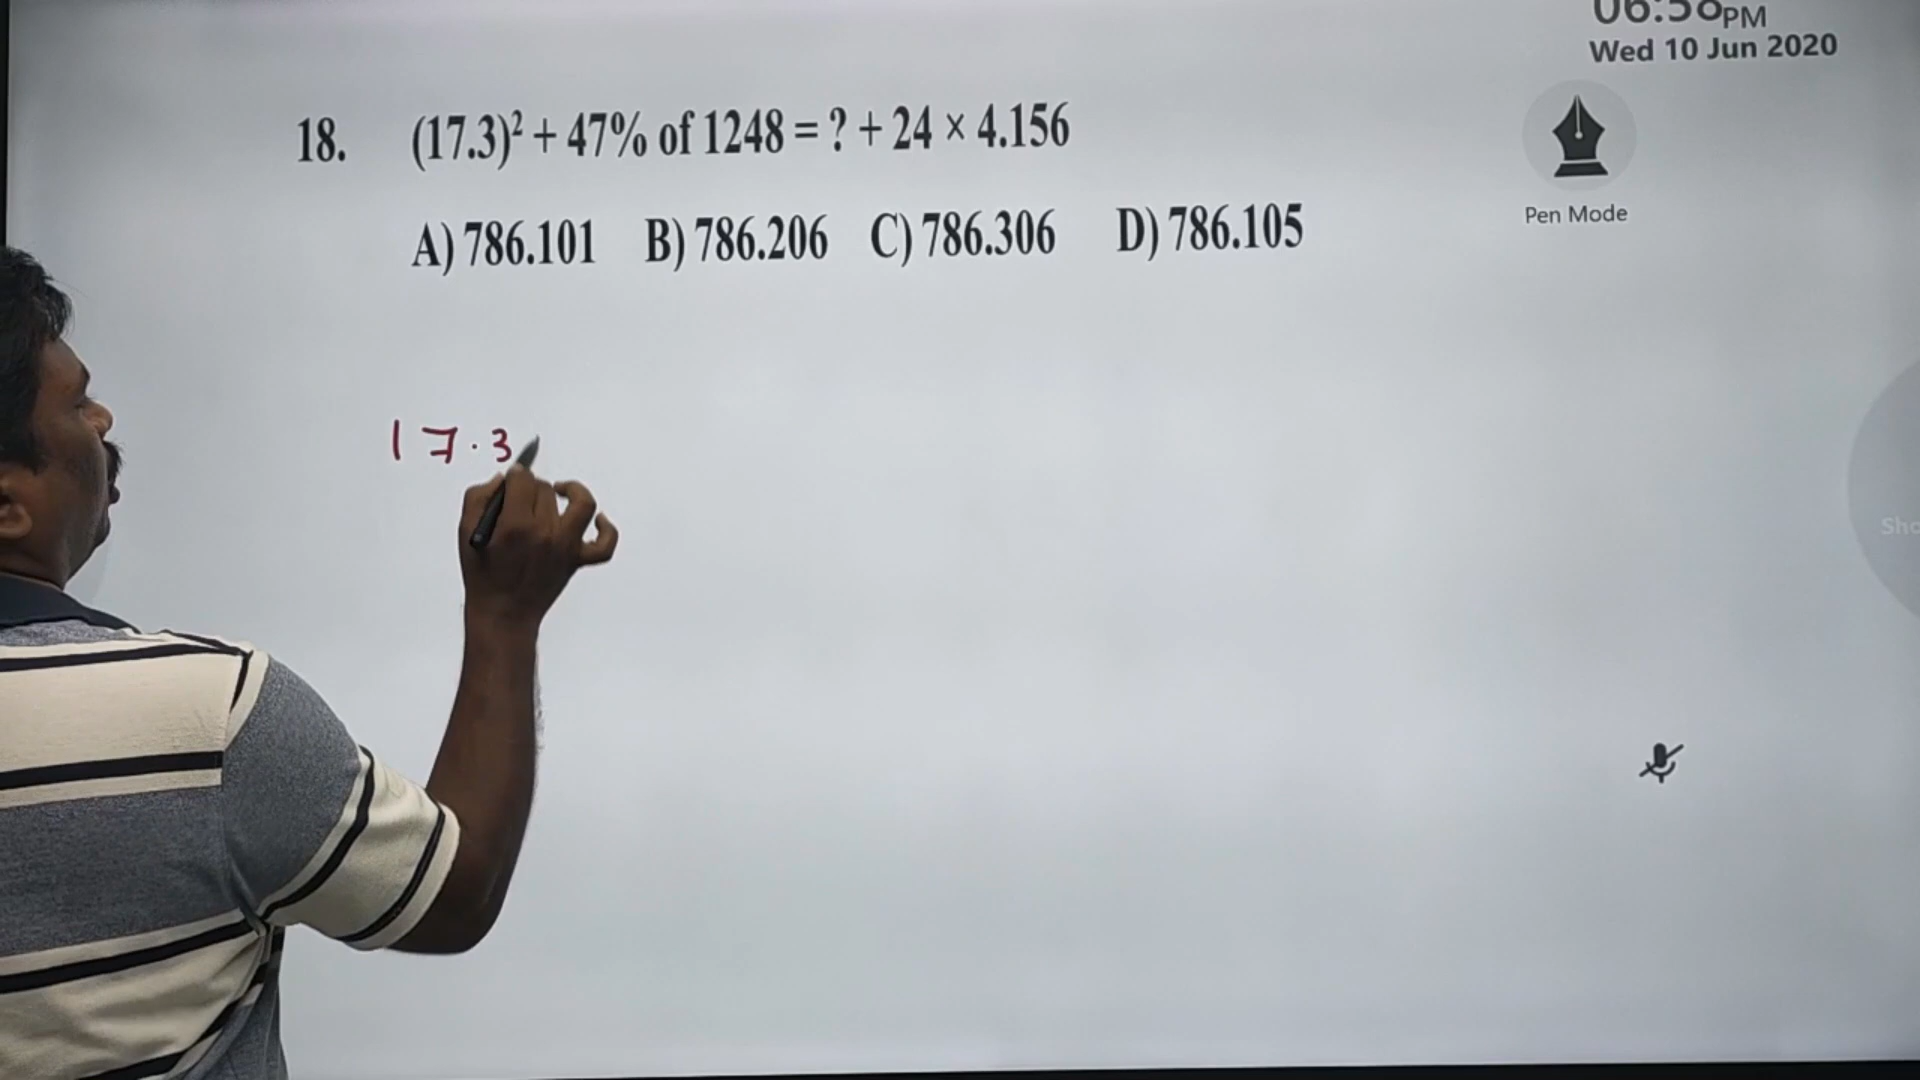 06:58PM
Wed 10 Jun 2020
18. (17.3)² + 47% of 1248 = ? + 24 × 4.156
Pen Mode
A) 786.101 B) 786.206 C) 786.306 D) 786.105
17.3